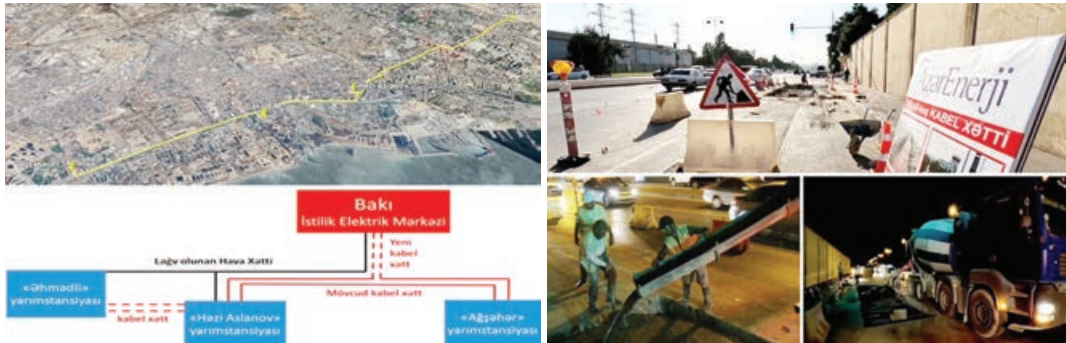 Bakı
İstilik Elektrik Mərkəzi
Yeni
kabel
xətt
Ləğv olunan Hava Xətti
«Əhmədli»
yarımstansiyası
kabel xətt
«Həzi Aslanov»
yarımstansiyası
Mövcud kabel xətt
«Ağşəhər»
yarımstansiyası
AzərEnerji
KABEL XƏTTİ